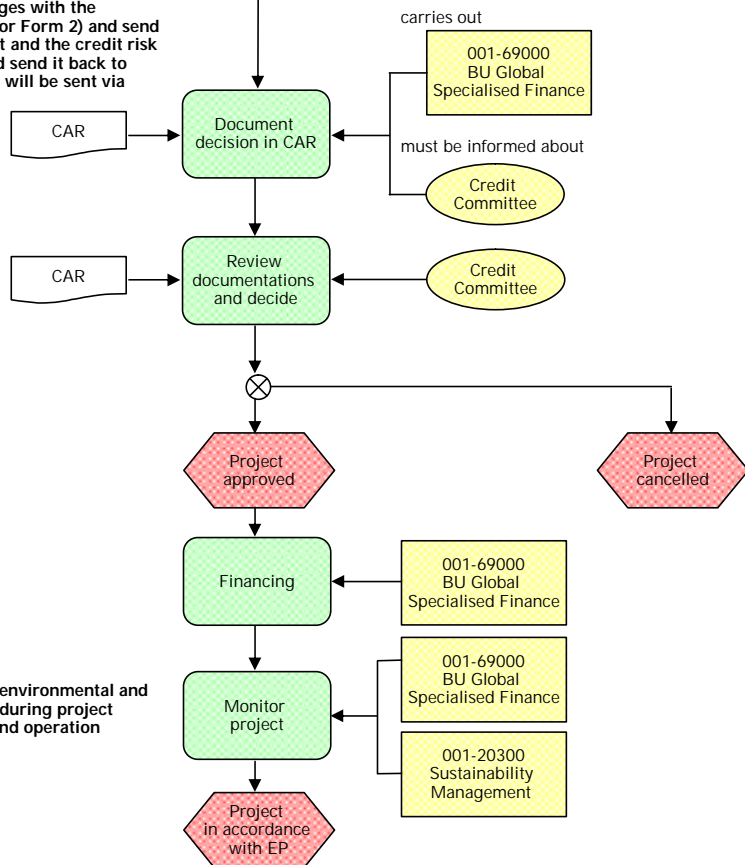 ges with the
or Form 2) and send
t and the credit risk
d send it back to
will be sent via
carries out
001-69000
BU Global
Specialised Finance
CAR
Document
decision in CAR
must be informed about
Credit
Committee
CAR
Review
documentations
and decide
Credit
Committee
Project
approved
Project
cancelled
Financing
001-69000
BU Global
Specialised Finance
environmental and
during project
nd operation
Monitor
project
001-69000
BU Global
Specialised Finance
001-20300
Sustainability
Management
Project
in accordance
with EP